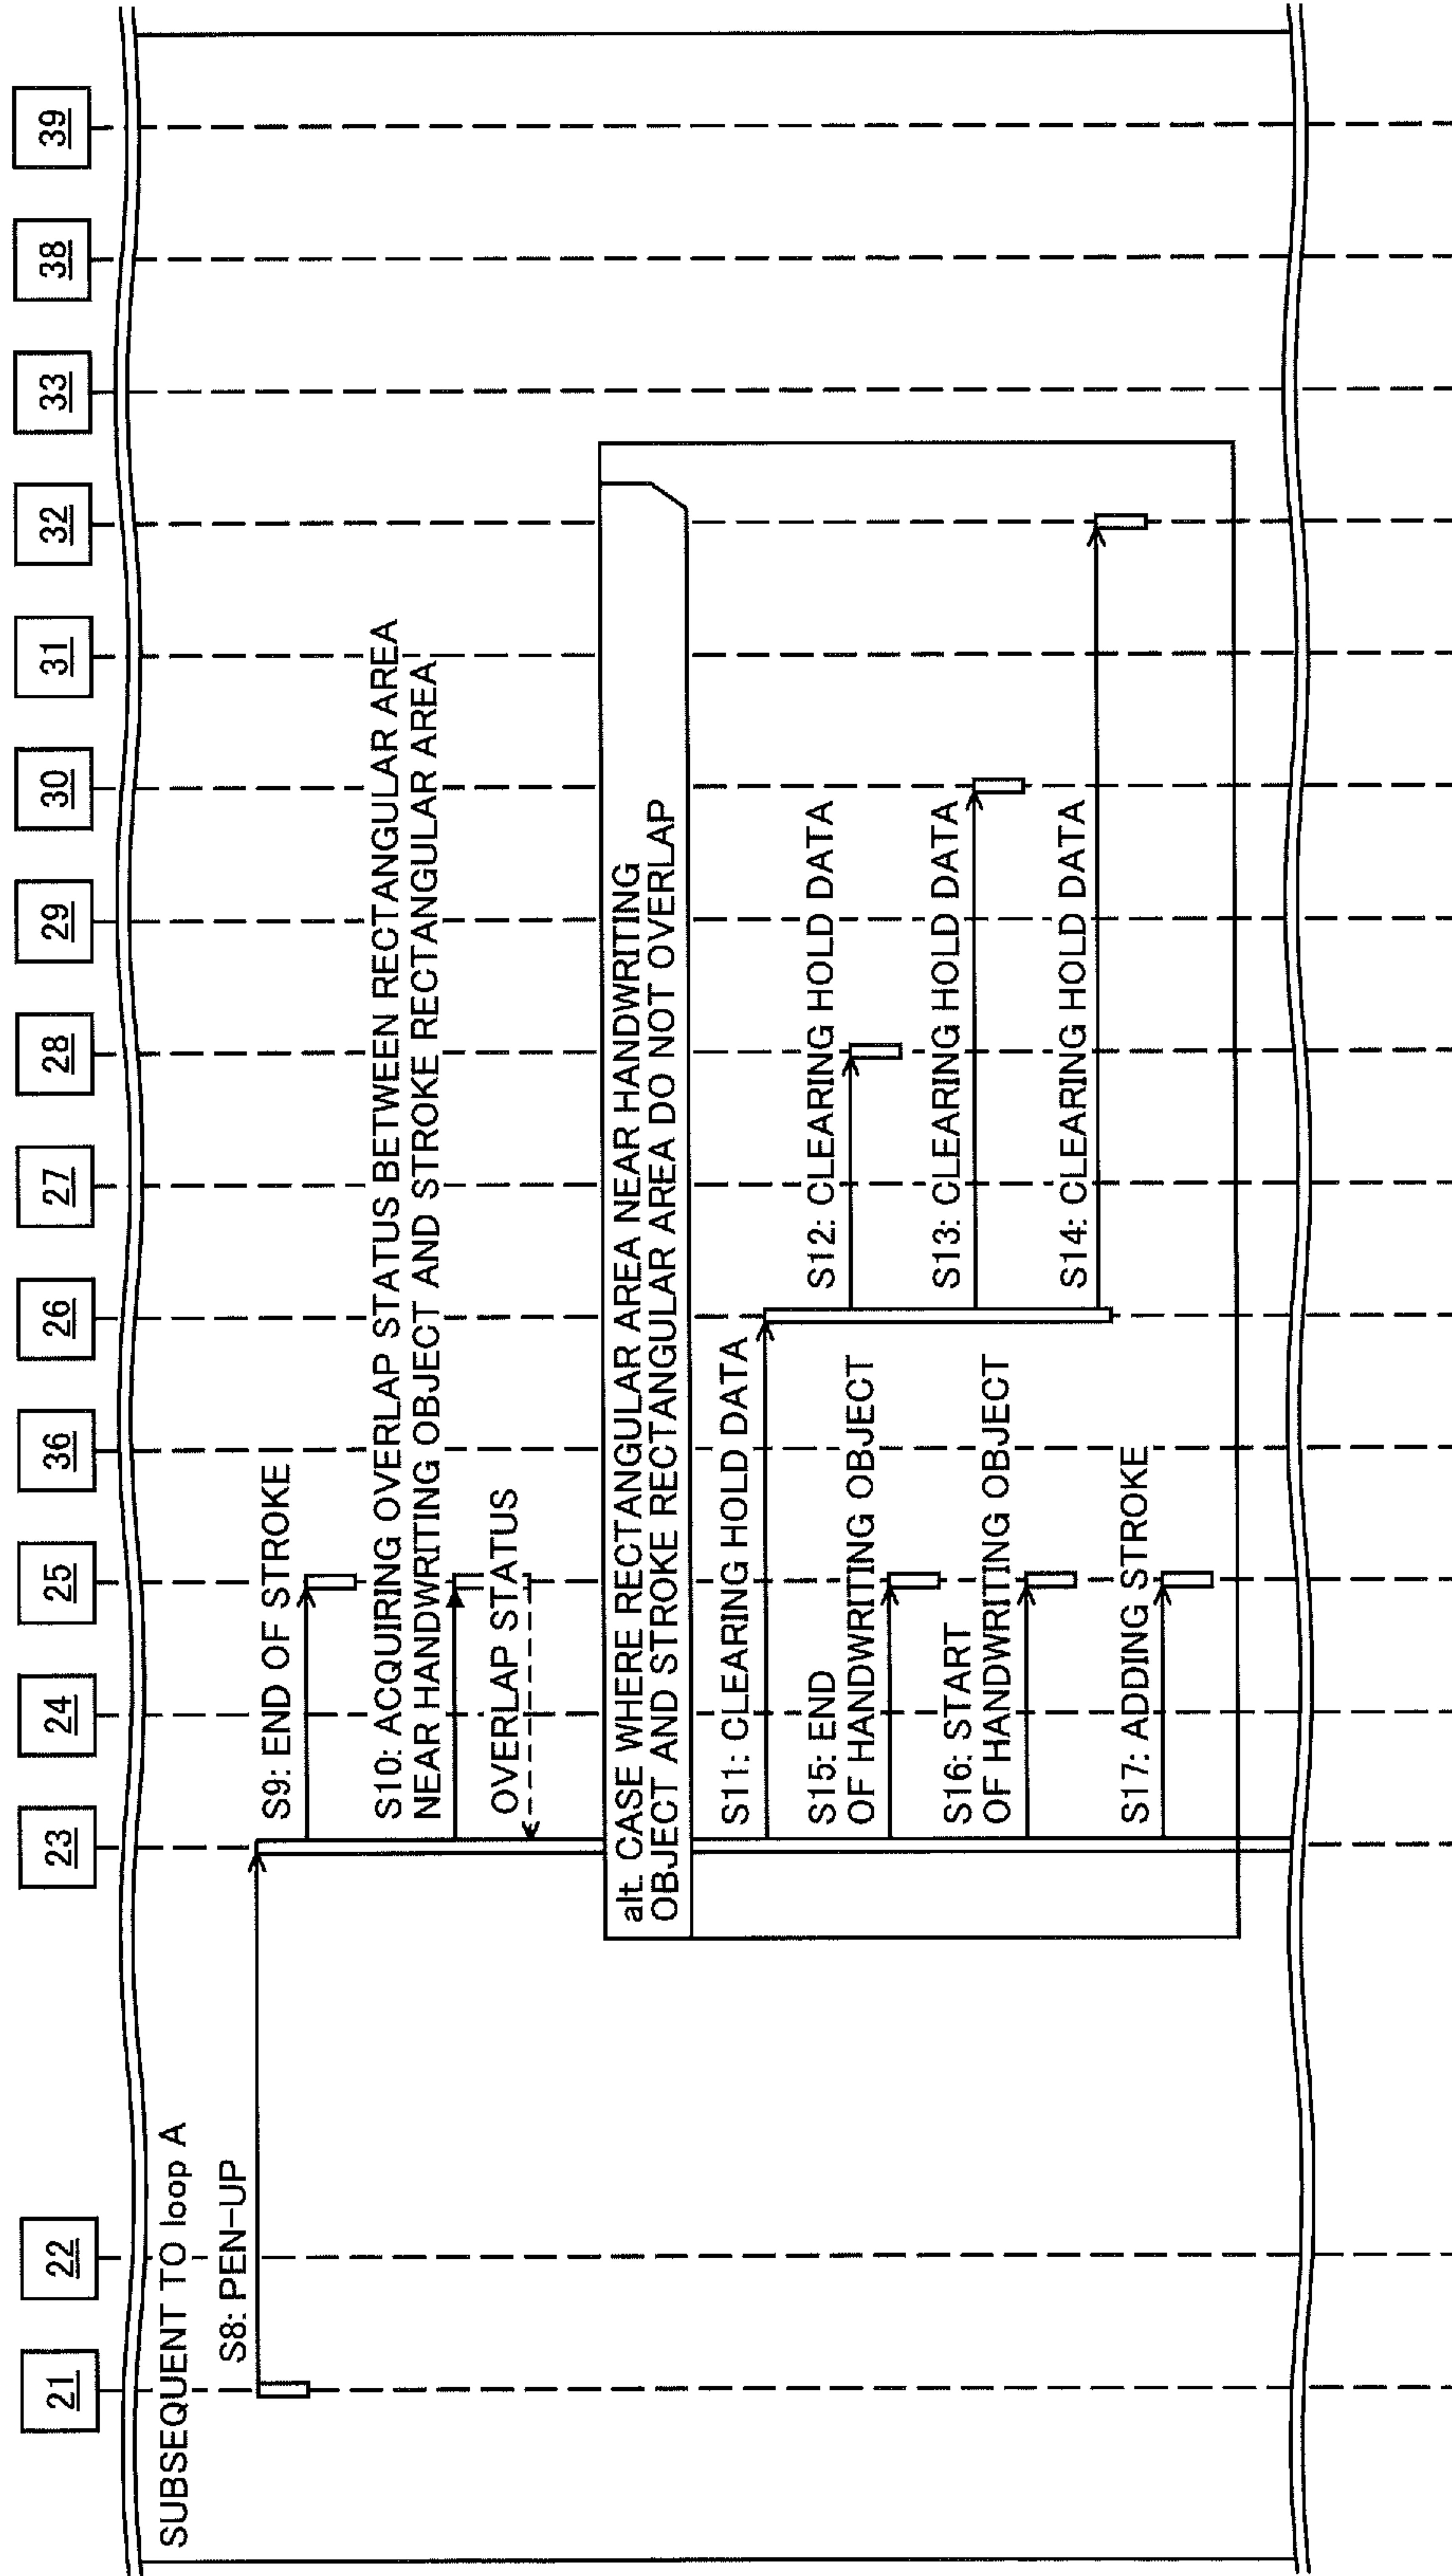 21 22 23 24 25 36 26 27 28 29 30 31 32 33 38 39
SUBSEQUENT TO loop A
S8: PEN-UP
S9: END OF STROKE
S10: ACQUIRING OVERLAP STATUS BETWEEN RECTANGULAR AREA
NEAR HANDWRITING OBJECT AND STROKE RECTANGULAR AREA
OVERLAP STATUS
alt. CASE WHERE RECTANGULAR AREA NEAR HANDWRITING
OBJECT AND STROKE RECTANGULAR AREA DO NOT OVERLAP
S11: CLEARING HOLD DATA
S12: CLEARING HOLD DATA
S13: CLEARING HOLD DATA
S14: CLEARING HOLD DATA
S15: END
OF HANDWRITING OBJECT
S16: START
OF HANDWRITING OBJECT
S17: ADDING STROKE